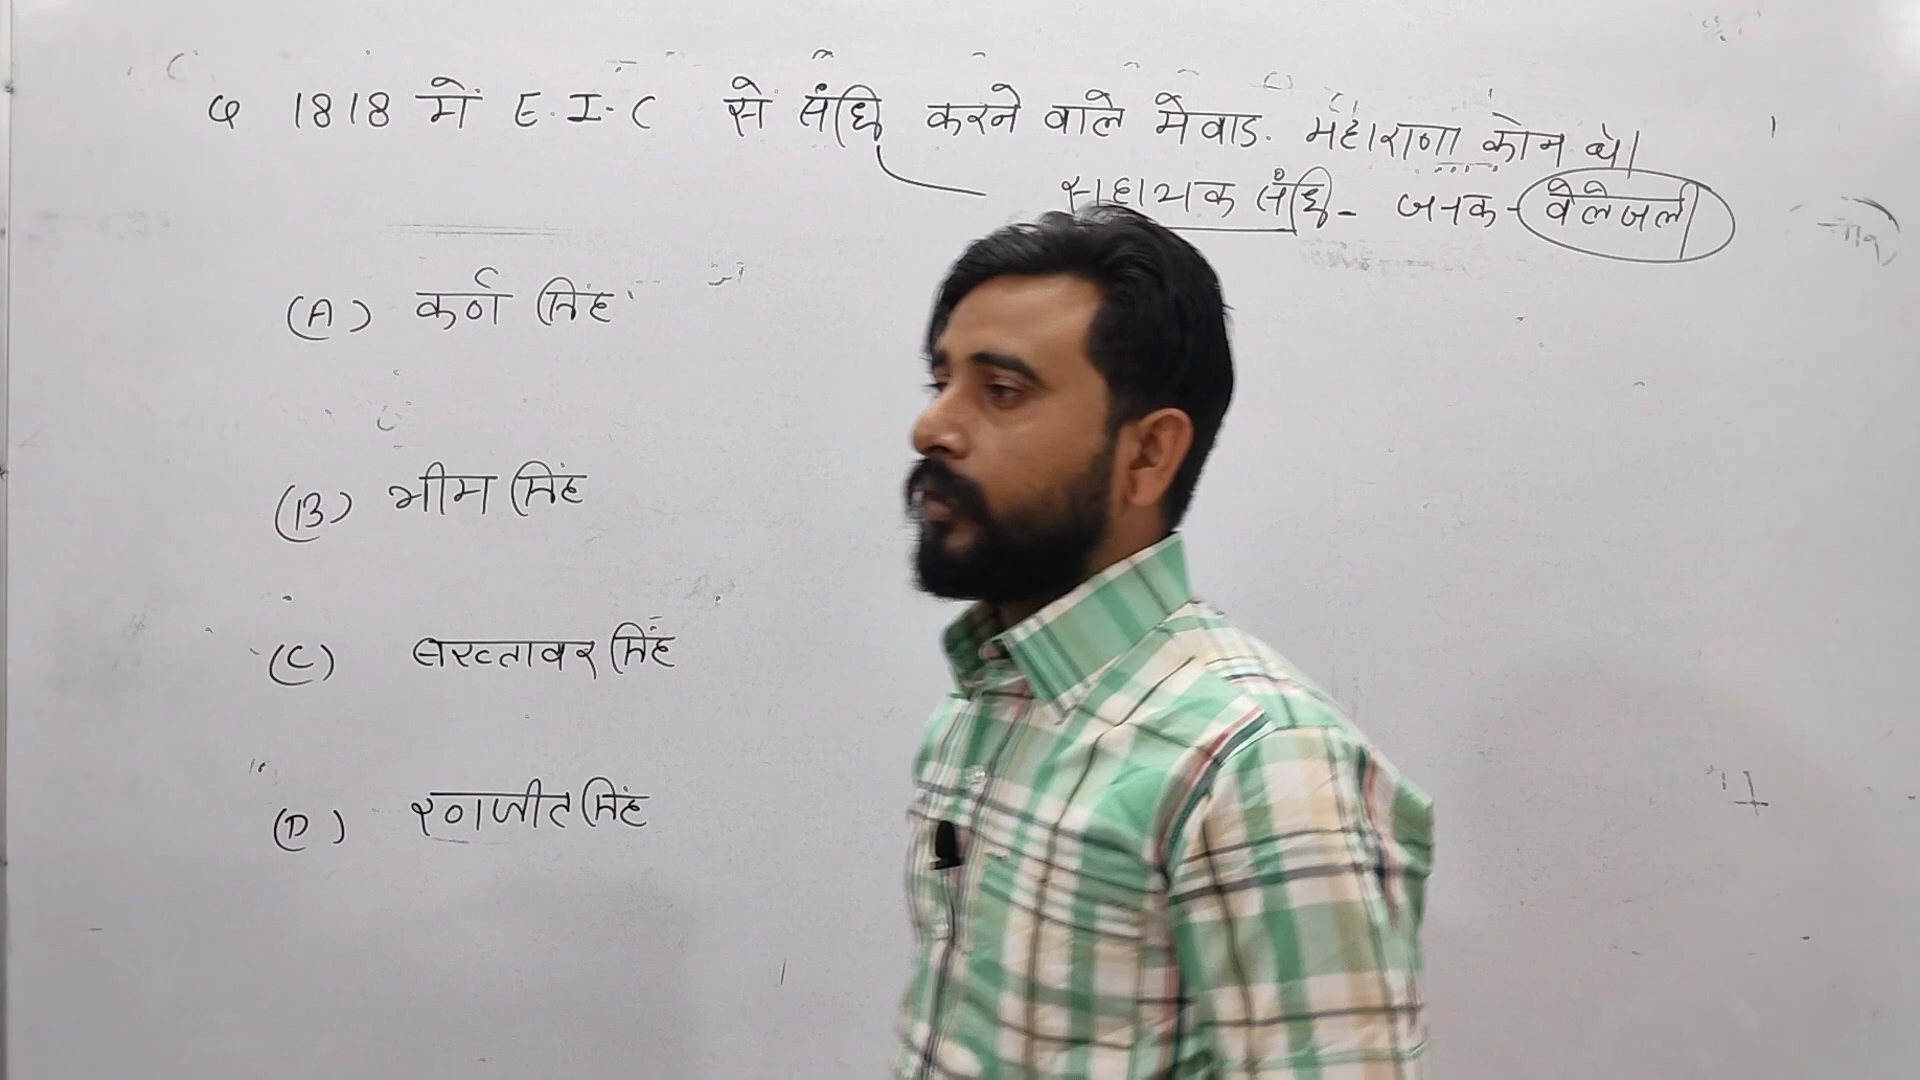 Q 1818 में E.I.C से संधि करने वाले मेवाड. महाराणा कोन थे।
सहायक संधि - जनक - वेलेजली
(A) कर्ण सिंह
(B) भीम सिंह
(C) बख्तावर सिंह
(D) रणजीत सिंह